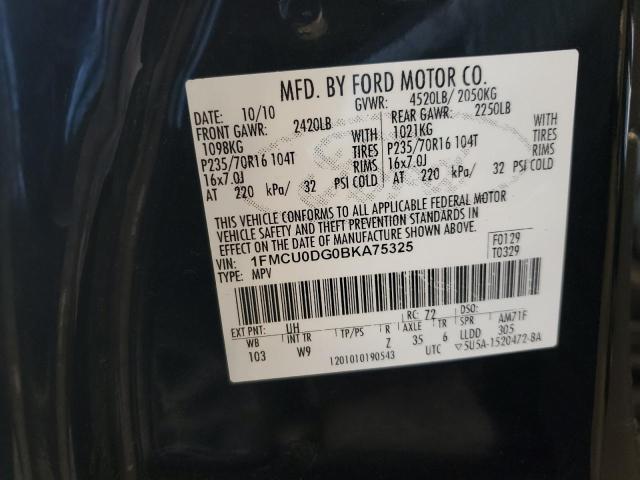 MFD. BY FORD MOTOR CO.
DATE: 10/10 GVWR: 4520LB/ 2050KG
FRONT GAWR: 2420LB REAR GAWR: 2250LB
1098KG WITH 1021KG WITH
P235/70R16 104T TIRES P235/70R16 104T TIRES
16x7.0J RIMS 16x7.0J RIMS
AT 220 kPa/ 32 PSI COLD AT 220 kPa/ 32 PSI COLD
THIS VEHICLE CONFORMS TO ALL APPLICABLE FEDERAL MOTOR
VEHICLE SAFETY AND THEFT PREVENTION STANDARDS IN
EFFECT ON THE DATE OF MANUFACTURE SHOWN ABOVE.
VIN: 1FMCU0DG0BKA75325 F0129
TYPE: MPV T0329
EXT PNT: UH RC: 72 DSO:
WB INT TR TP/PS R AXLE TR SPR AM71F
103 W9 Z 35 6 LLDD 305
1201010190543 UTC ▽5U5A-1520472-BA